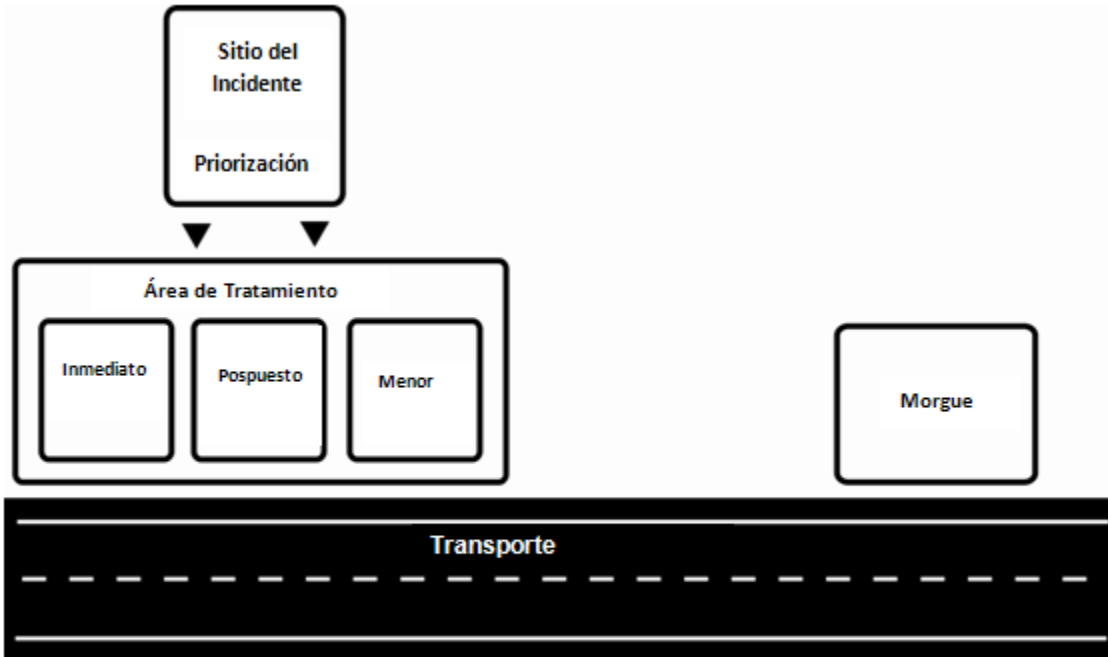 Sitio del
Incidente
Priorización
Área de Tratamiento
Inmediato
Pospuesto
Menor
Morgue
Transporte